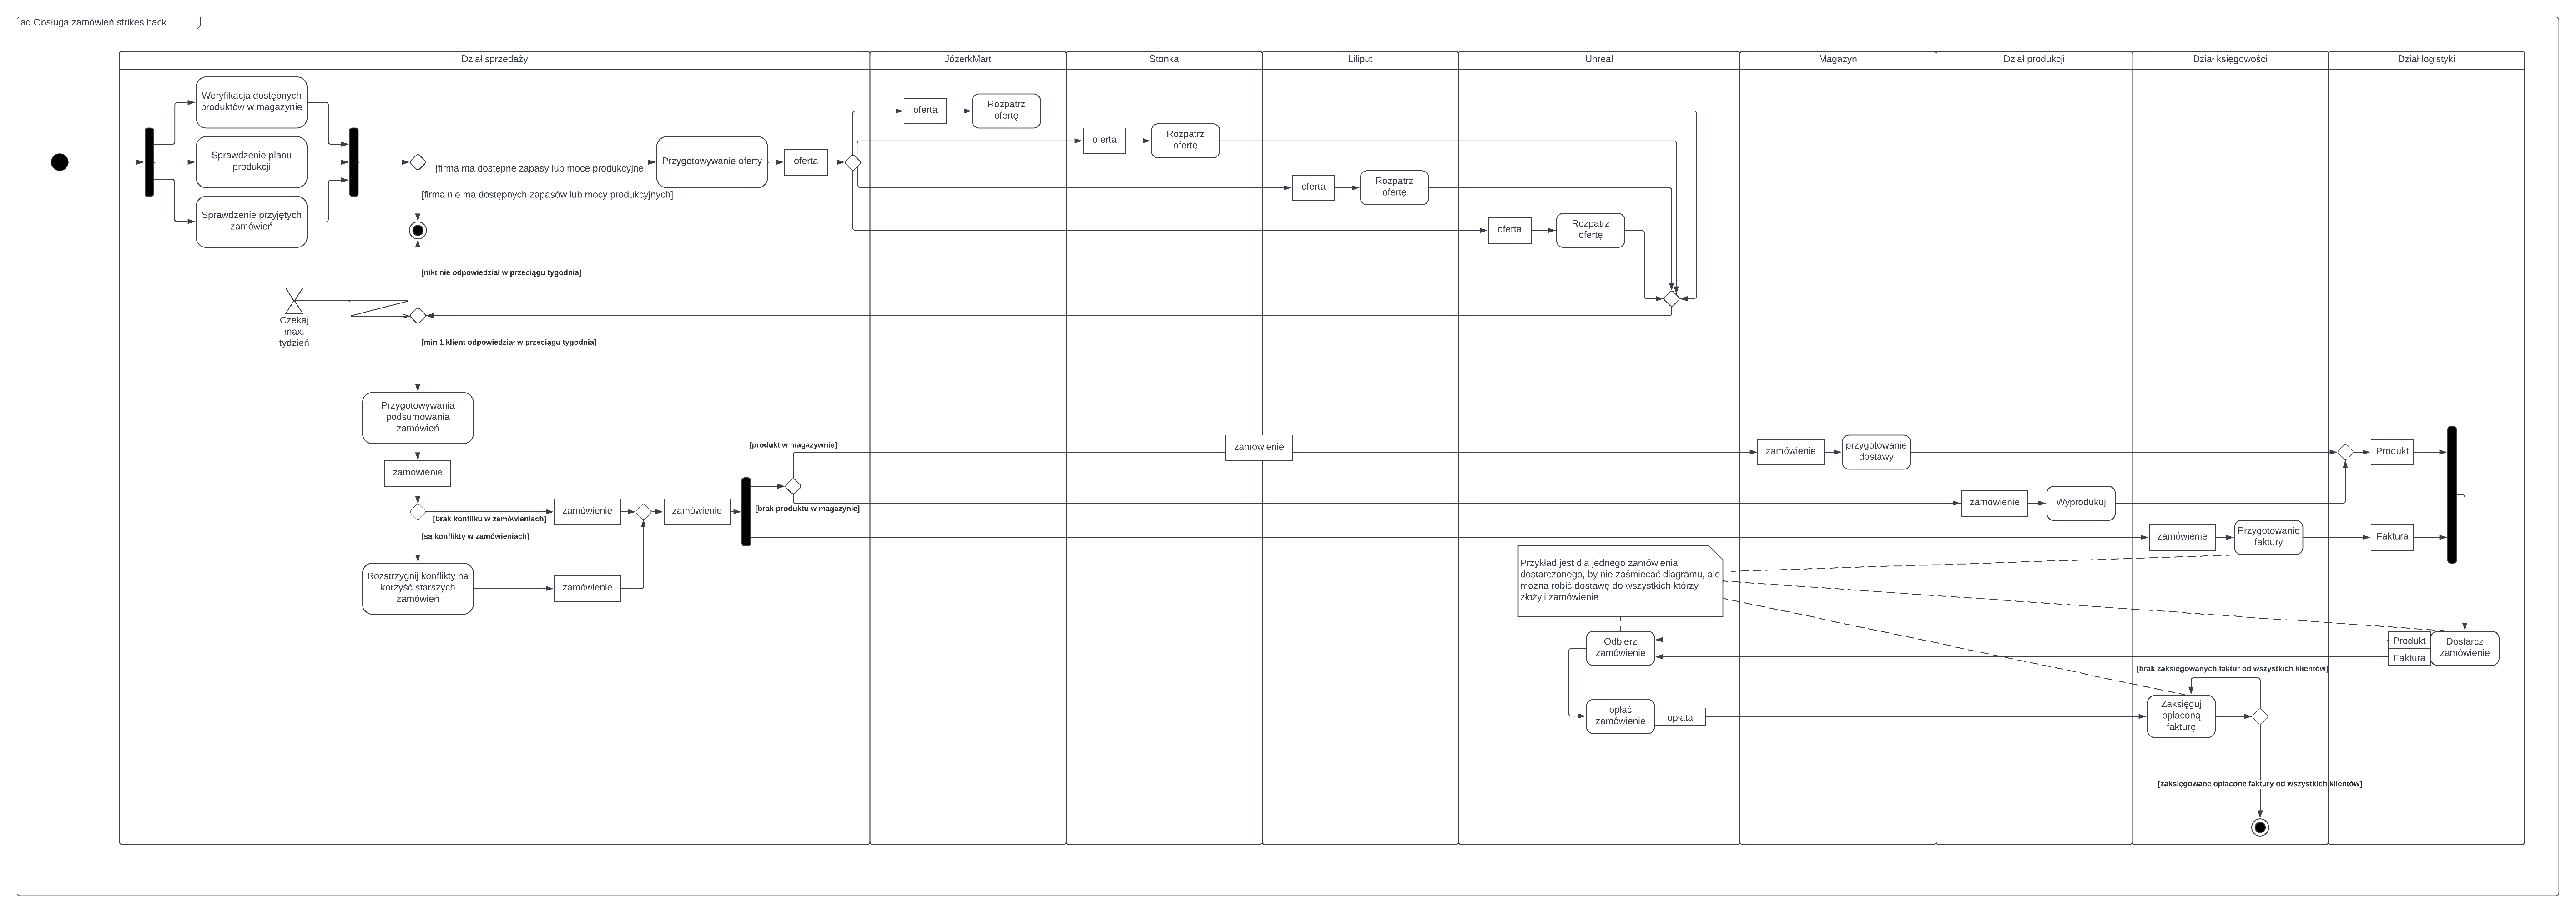 ad Obsługa zamówień strikes back
Dział sprzedaży
JÓzerkMart
Stonka
Liliput
Unreal
Magazyn
Dział produkcji
Dział księgowości
Dział logistyki
Weryfikacja dostępnych
produktów w magazynie
Sprawdzenie planu
produkcji
Sprawdzenie przyjętych
zamówień
[firma ma dostępne zapasy lub moce produkcyjne]
[firma nie ma dostępnych zapasów lub mocy produkcyjnych]
Przygotowywanie oferty
oferta
oferta
Rozpatrz
ofertę
oferta
Rozpatrz
ofertę
oferta
Rozpatrz
ofertę
oferta
Rozpatrz
ofertę
[nikt nie odpowiedział w przeciągu tygodnia]
Czekaj
max.
tydzień
[min 1 klient odpowiedział w przeciągu tygodnia]
Przygotowywania
podsumowania
zamówień
zamówienie
[brak konfliku w zamówieniach]
[są konflikty w zamówieniach]
Rozstrzygnij konflikty na
korzyść starszych
zamówień
zamówienie
zamówienie
zamówienie
[produkt w magazywnie]
[brak produktu w magazynie]
zamówienie
zamówienie
przygotowanie
dostawy
zamówienie
Wyprodukuj
zamówienie
Przygotowanie
faktury
Produkt
Faktura
Przykład jest dla jednego zamówienia
dostarczonego, by nie zaśmiecać diagramu, ale
mozna robić dostawę do wszystkich którzy
złożyli zamówienie
Odbierz
zamówienie
Produkt
Faktura
Dostarcz
zamówienie
[brak zaksięgowanych faktur od wszystkich klientów]
opłać
zamówienie
opłata
Zaksięguj
opłaconą
fakturę
[zaksięgowane opłacone faktury od wszystkich klientów]